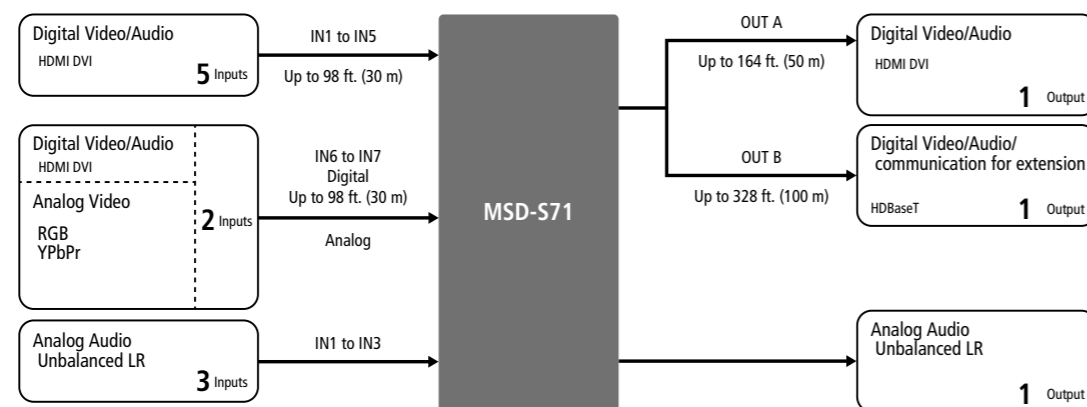 Digital Video/Audio
HDMI DVI
5 Inputs
IN1 to IN5
Up to 98 ft. (30 m)
Digital Video/Audio
HDMI DVI
Analog Video
RGB
YPbPr
2 Inputs
IN6 to IN7
Digital
Up to 98 ft. (30 m)
Analog
Analog Audio
Unbalanced LR
3 Inputs
IN1 to IN3
MSD-S71
OUT A
Up to 164 ft. (50 m)
Digital Video/Audio
HDMI DVI
1 Output
OUT B
Up to 328 ft. (100 m)
Digital Video/Audio/
communication for extension
HDBaseT
1 Output
Analog Audio
Unbalanced LR
1 Output